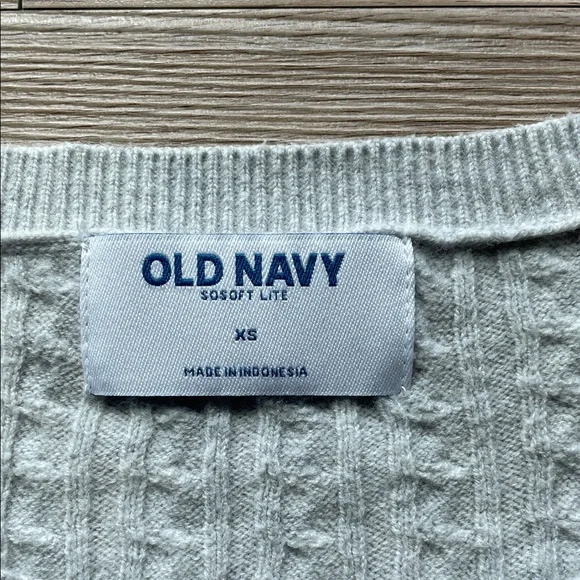 OLD NAVY
SOSOFT LITE
XS
MADE IN INDONESIA